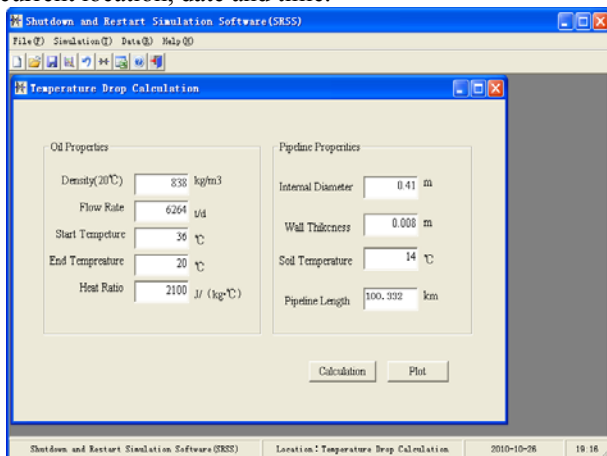 current location, date and time.
Shutdown and Restart Simulation Software(SRSS)
File(F) Simulation(T) Data(R) Help(O)
Temperature Drop Calculation
Oil Properties
Density(20℃) 838 kg/m3
Flow Rate 6264 t/d
Start Tempeture 36 ℃
End Tempreature 20 ℃
Heat Ratio 2100 J/ (kg•℃)
Pipeline Properties
Internal Diameter 0.41 m
Wall Thikcness 0.008 m
Soil Temperature 14 ℃
Pipeline Length 100.332 km
Calculation Plot
Shutdown and Restart Simulation Software(SRSS) Location：Temparature Drop Calculation 2010-10-26 19:16